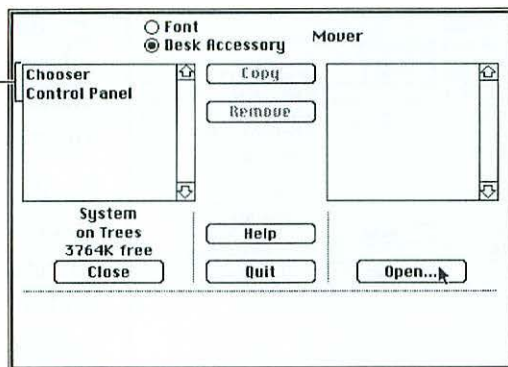 Font
Desk Accessory
Mover
Chooser
Control Panel
Copy
Remove
System
on Trees
3764K free
Help
Close
Quit
Open...